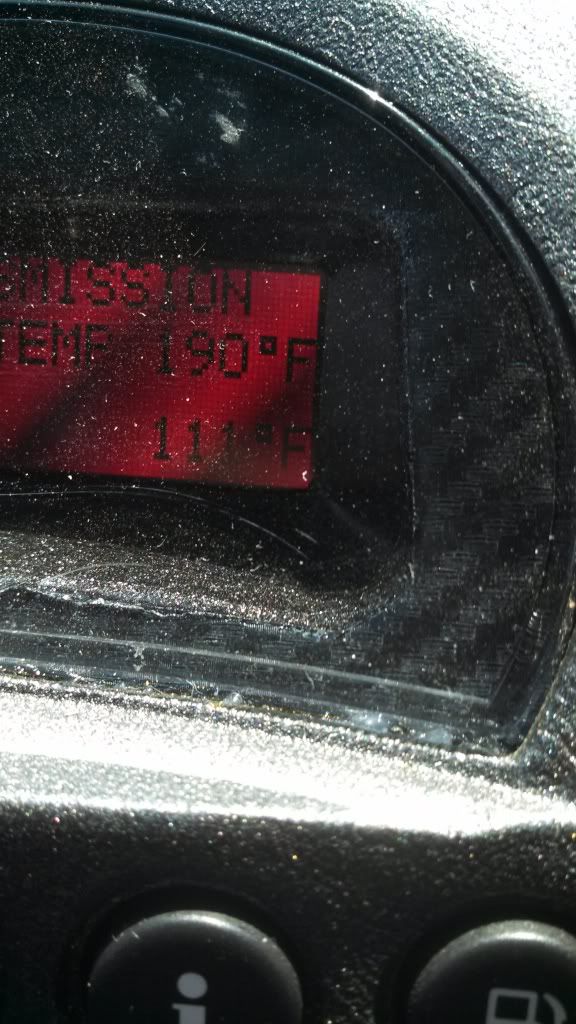 SMISSION
TEMP 190°F
111°F
i